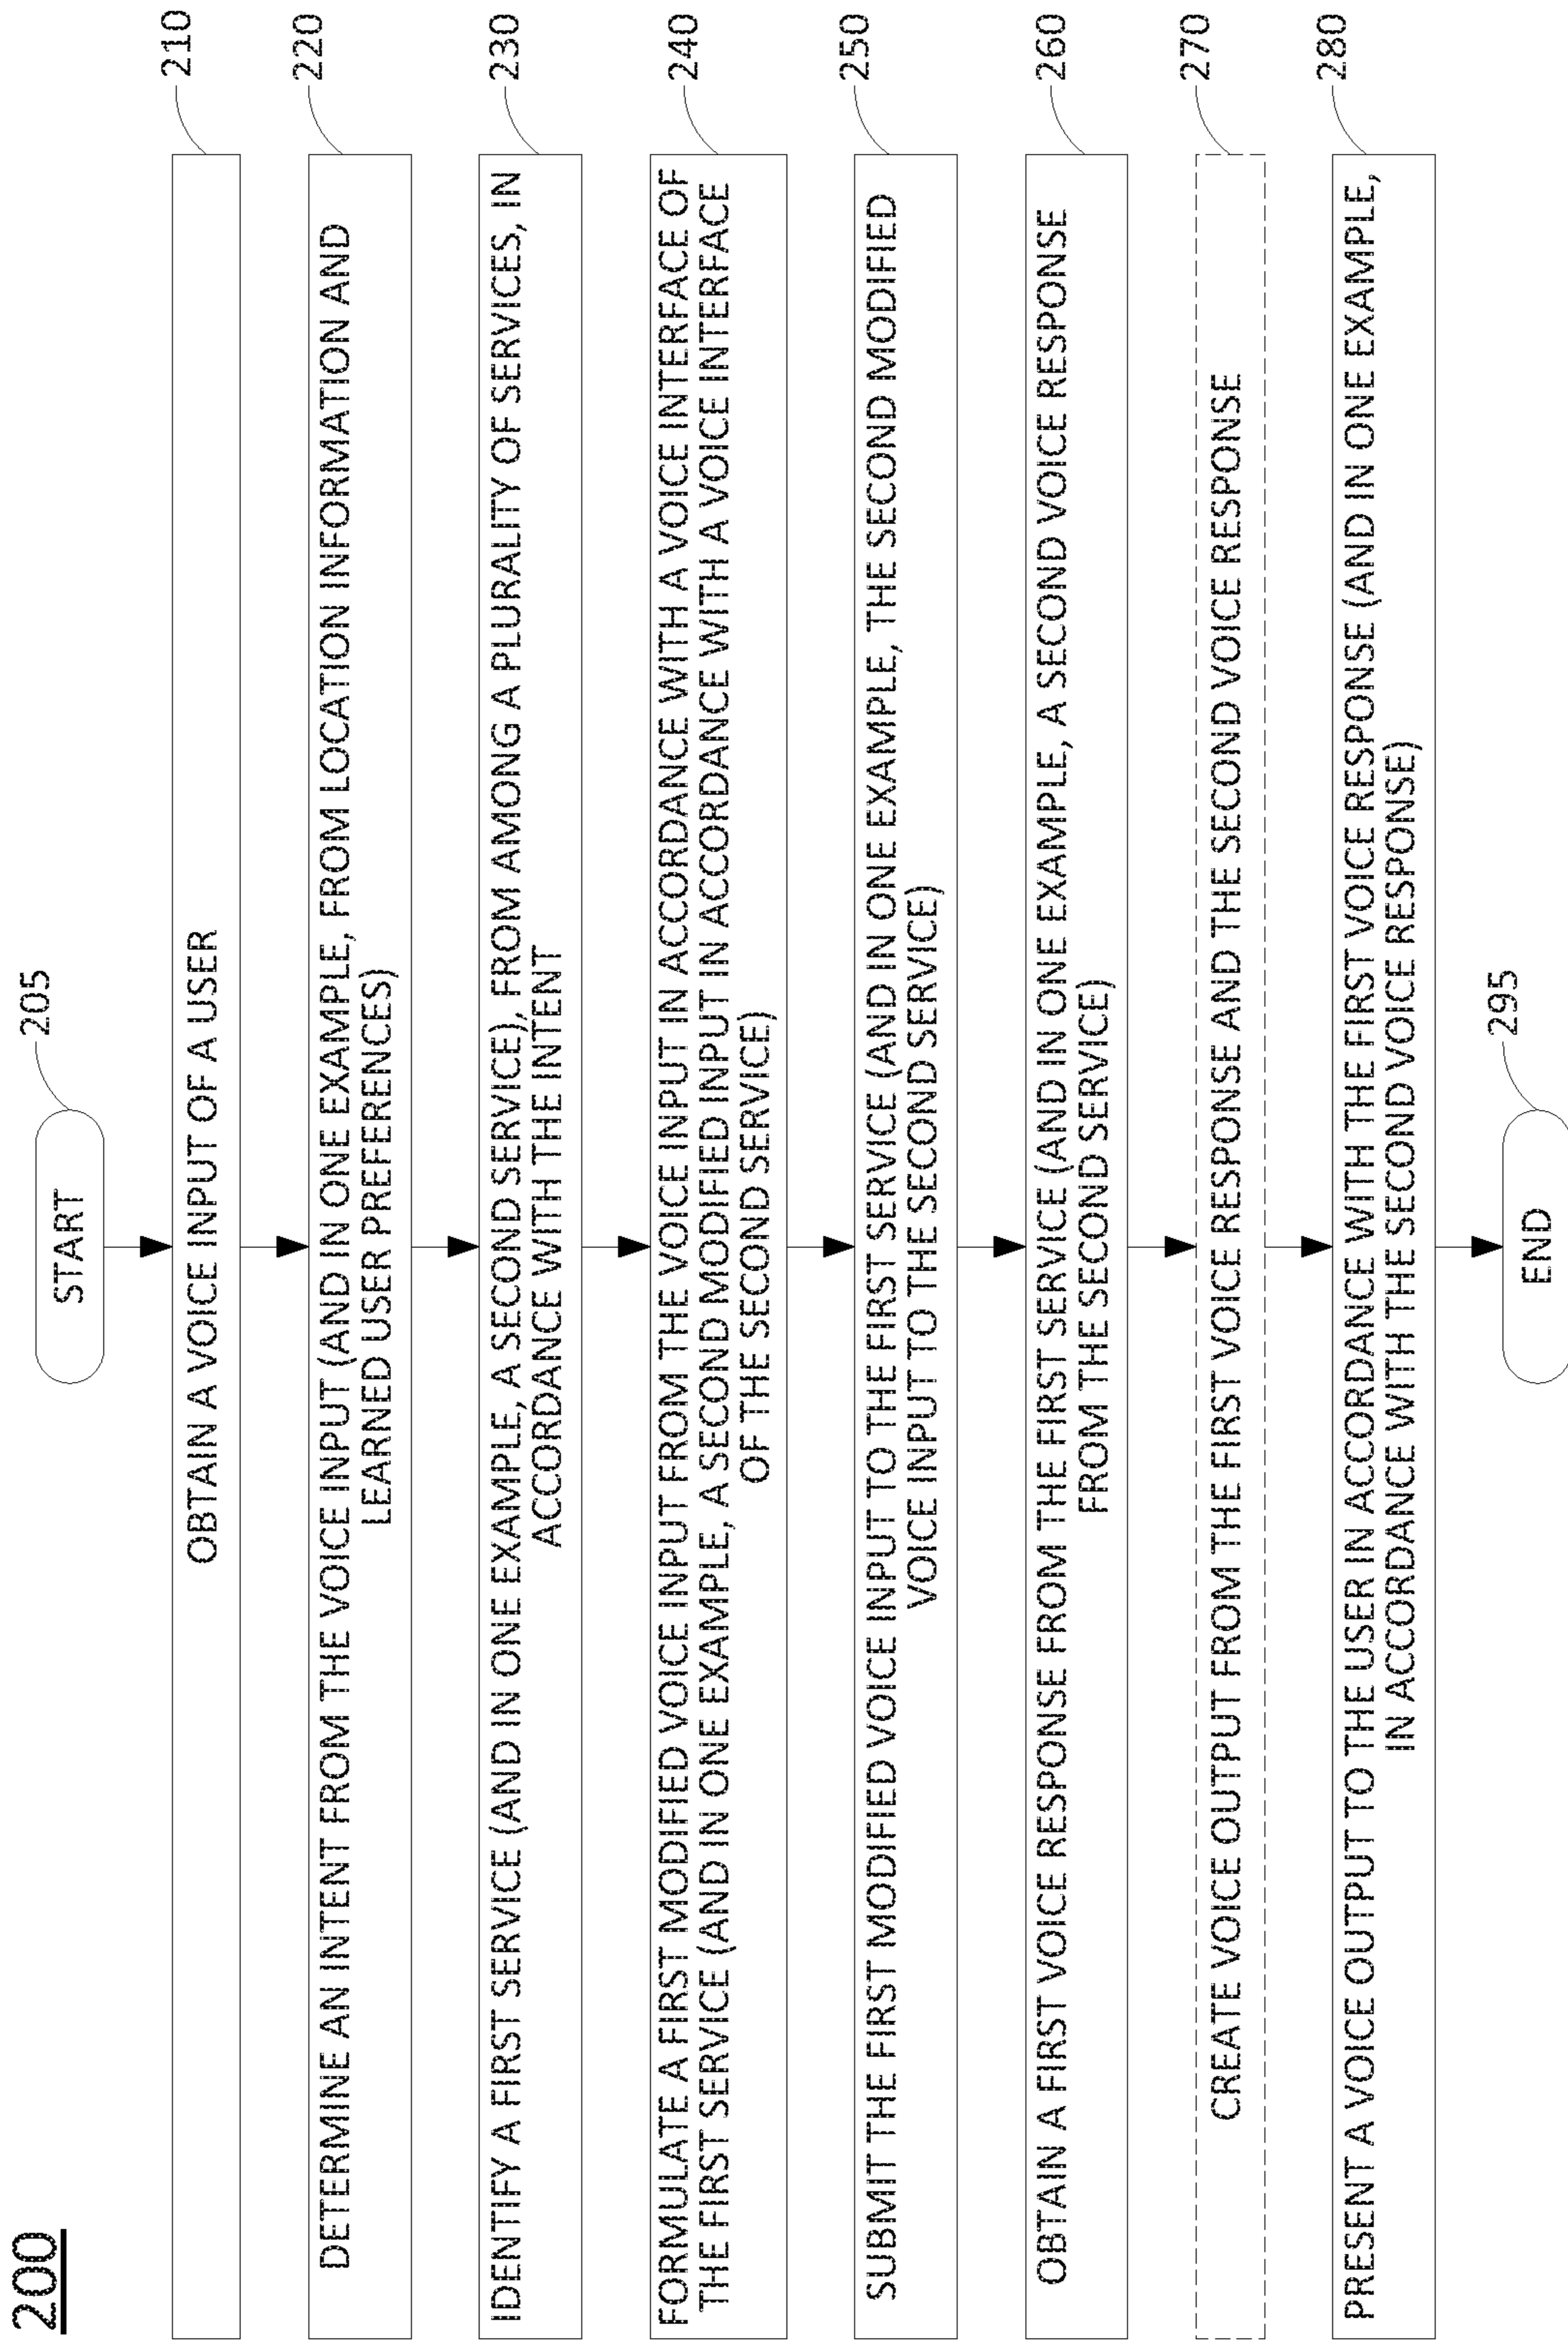 200
START
205
OBTAIN A VOICE INPUT OF A USER
210
DETERMINE AN INTENT FROM THE VOICE INPUT (AND IN ONE EXAMPLE, FROM LOCATION INFORMATION AND
LEARNED USER PREFERENCES)
220
IDENTIFY A FIRST SERVICE (AND IN ONE EXAMPLE, A SECOND SERVICE), FROM AMONG A PLURALITY OF SERVICES, IN
ACCORDANCE WITH THE INTENT
230
FORMULATE A FIRST MODIFIED VOICE INPUT FROM THE VOICE INPUT IN ACCORDANCE WITH A VOICE INTERFACE OF
THE FIRST SERVICE (AND IN ONE EXAMPLE, A SECOND MODIFIED INPUT IN ACCORDANCE WITH A VOICE INTERFACE
OF THE SECOND SERVICE)
240
SUBMIT THE FIRST MODIFIED VOICE INPUT TO THE FIRST SERVICE (AND IN ONE EXAMPLE, THE SECOND MODIFIED
VOICE INPUT TO THE SECOND SERVICE)
250
OBTAIN A FIRST VOICE RESPONSE FROM THE FIRST SERVICE (AND IN ONE EXAMPLE, A SECOND VOICE RESPONSE
FROM THE SECOND SERVICE)
260
CREATE VOICE OUTPUT FROM THE FIRST VOICE RESPONSE AND THE SECOND VOICE RESPONSE
270
PRESENT A VOICE OUTPUT TO THE USER IN ACCORDANCE WITH THE FIRST VOICE RESPONSE (AND IN ONE EXAMPLE,
IN ACCORDANCE WITH THE SECOND VOICE RESPONSE)
280
END
295